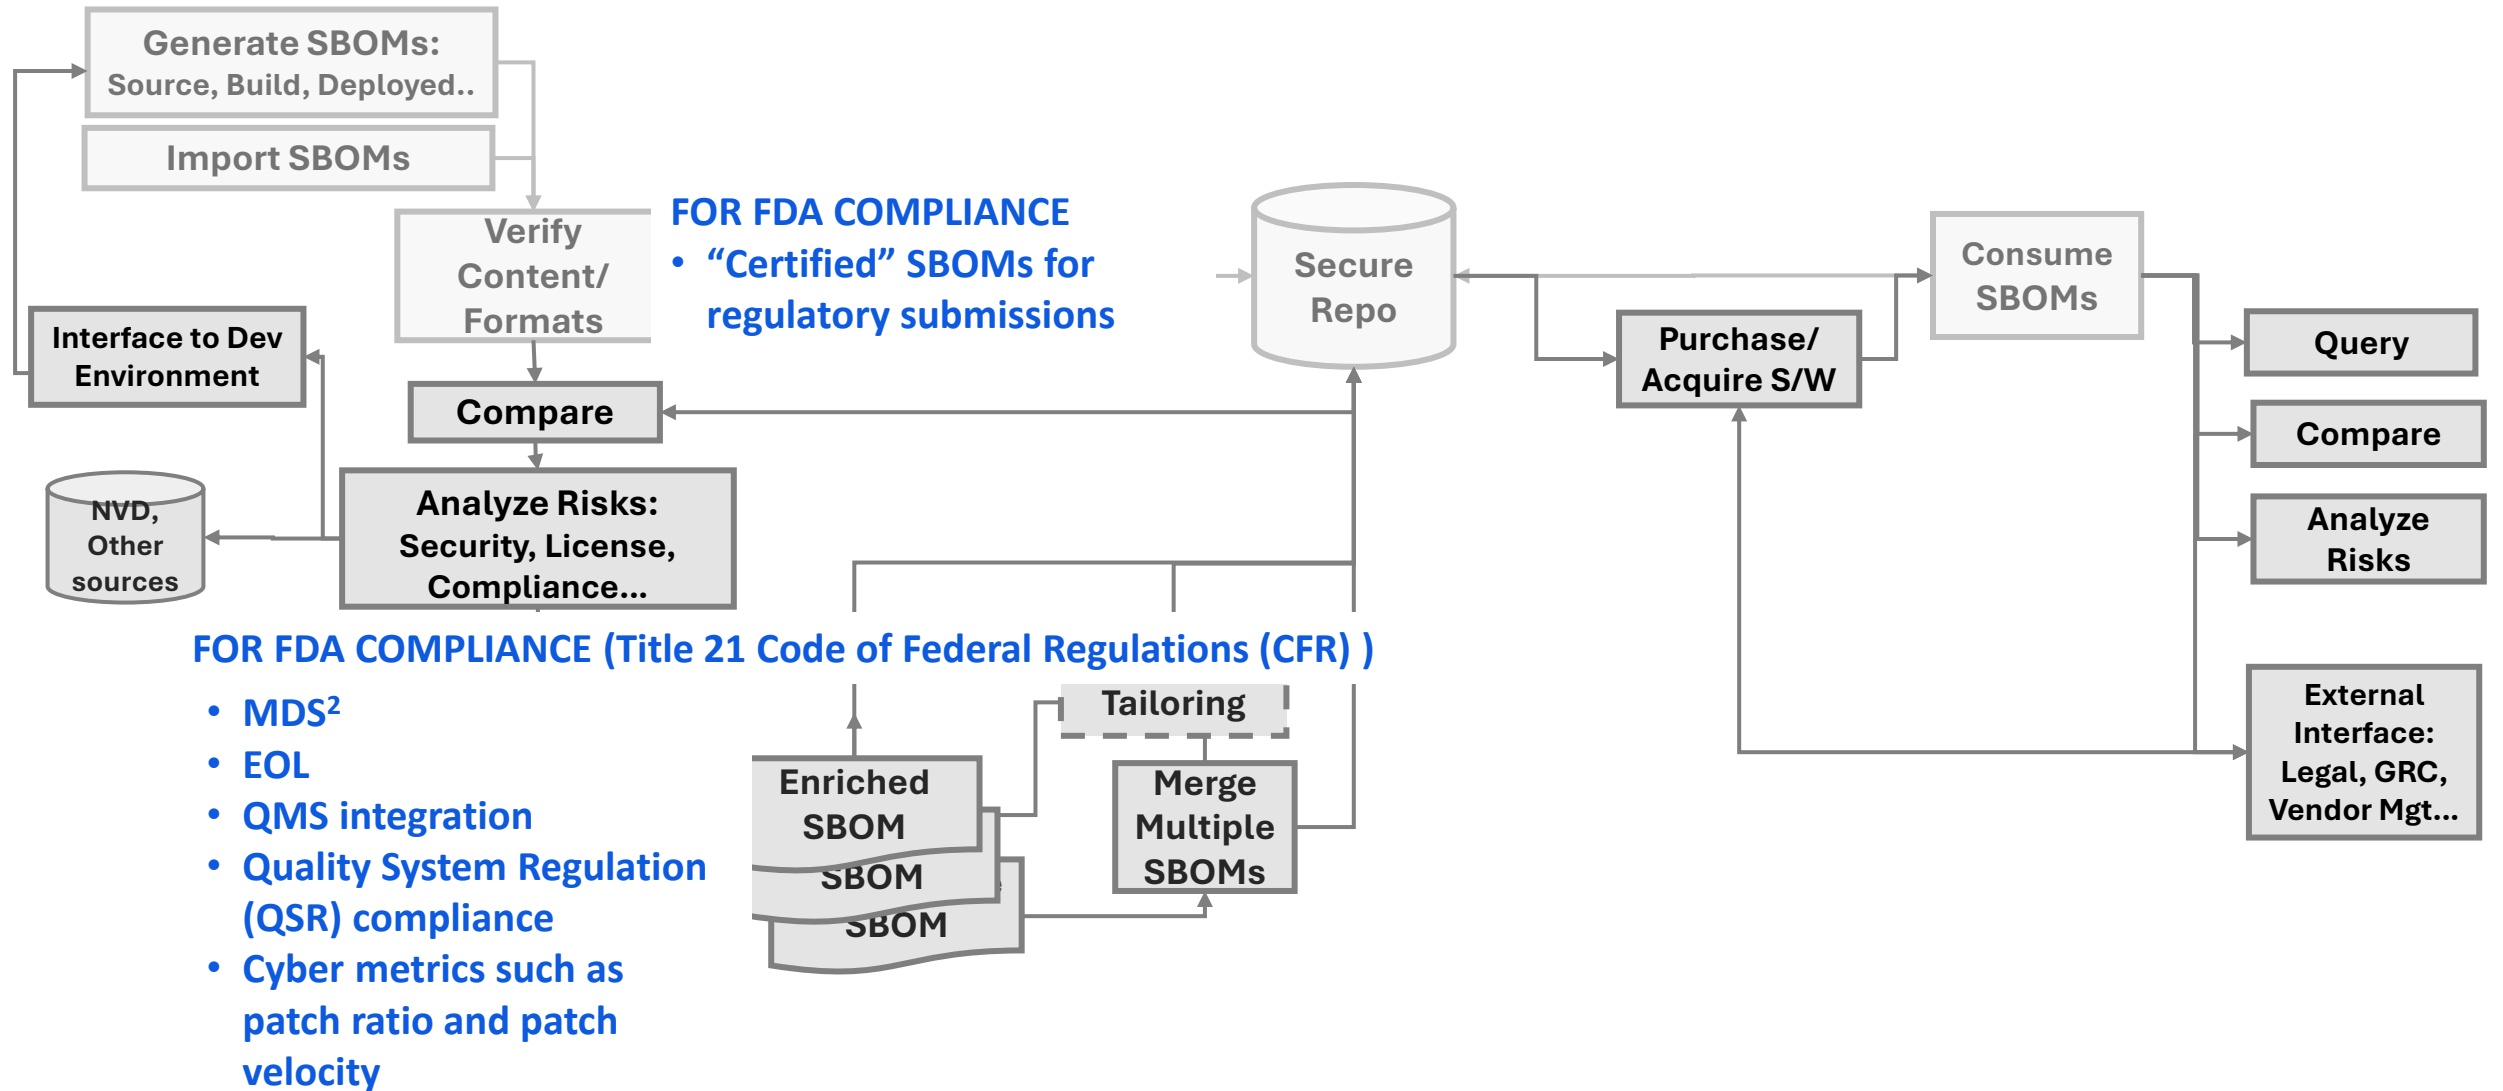 Generate SBOMs:
Source, Build, Deployed..
Import SBOMs
Verify
Content/
Formats
FOR FDA COMPLIANCE
• “Certified” SBOMs for
regulatory submissions
Secure
Repo
Consume
SBOMs
Interface to Dev
Environment
Compare
Purchase/
Acquire S/W
Query
Compare
Analyze
Risks
NVD,
Other
sources
Analyze Risks:
Security, License,
Compliance...
FOR FDA COMPLIANCE (Title 21 Code of Federal Regulations (CFR) )
• MDS²
• EOL
• QMS integration
• Quality System Regulation
(QSR) compliance
• Cyber metrics such as
patch ratio and patch
velocity
Tailoring
Enriched
SBOM
SBOM
SBOM
Merge
Multiple
SBOMs
External
Interface:
Legal, GRC,
Vendor Mgt...